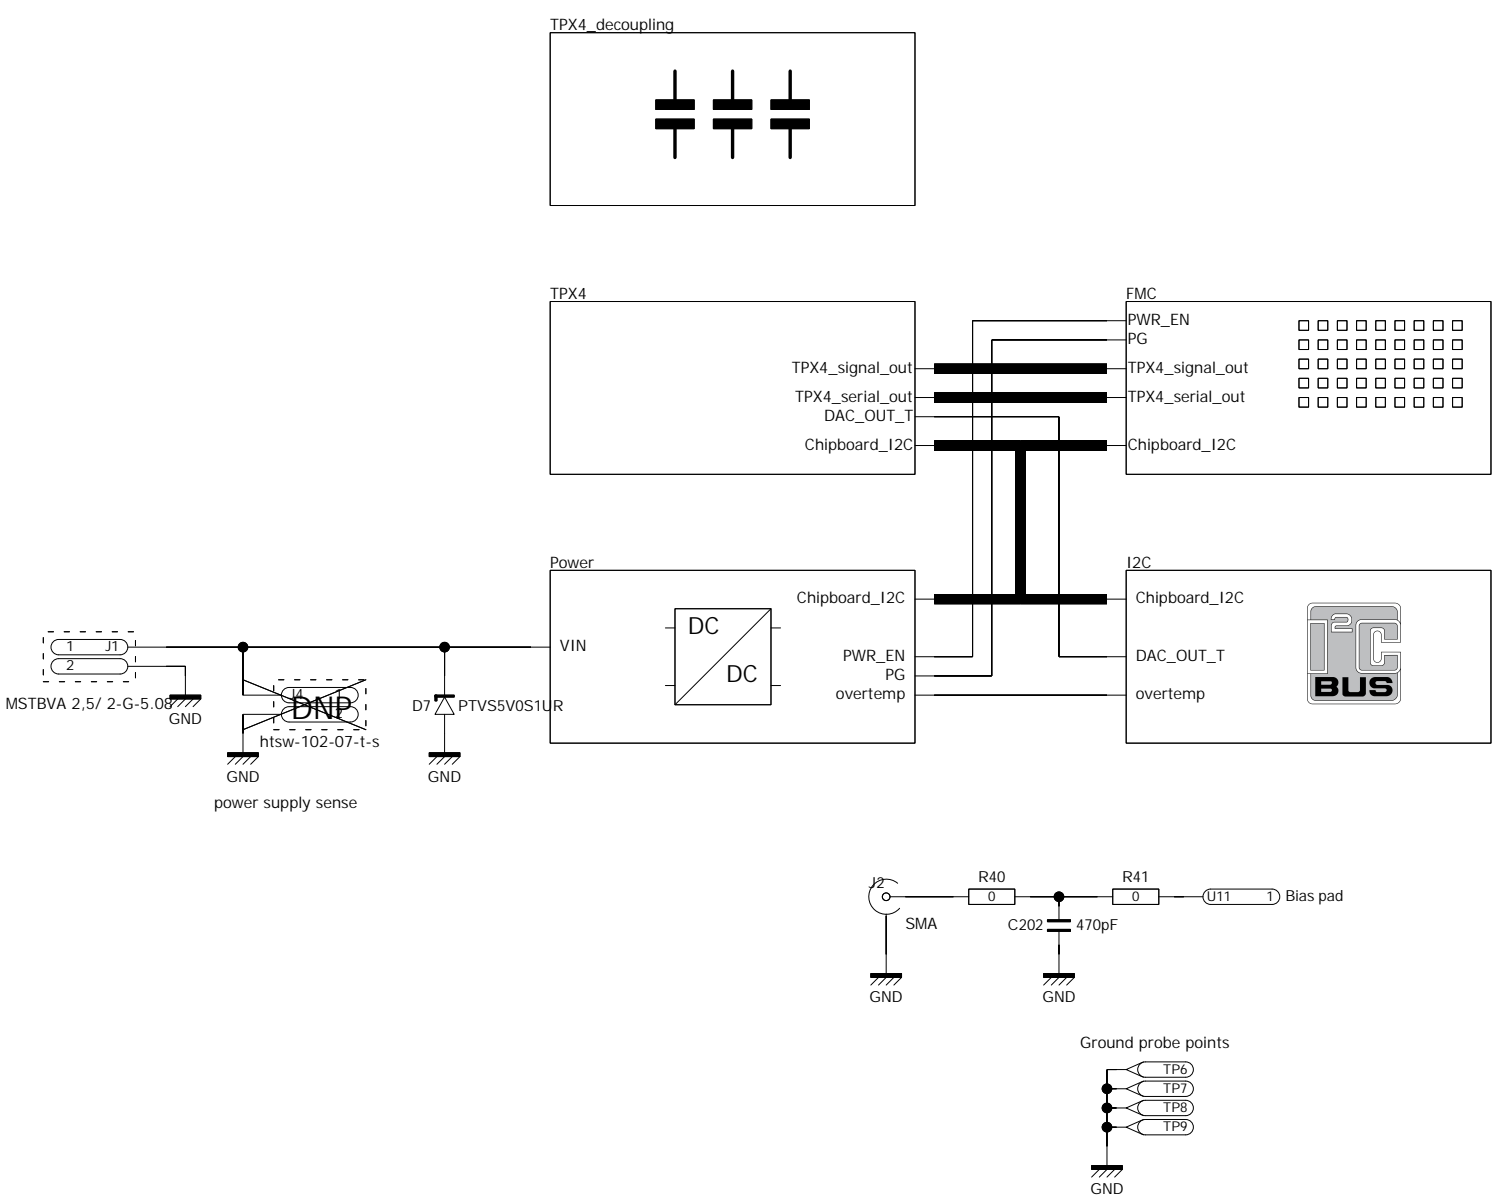 TPX4_decoupling
TPX4
TPX4_signal_out
TPX4_serial_out
DAC_OUT_T
Chipboard_I2C
FMC
PWR_EN
PG
TPX4_signal_out
TPX4_serial_out
Chipboard_I2C
Power
VIN
DC
DC
Chipboard_I2C
PWR_EN
PG
overtemp
I2C
Chipboard_I2C
DAC_OUT_T
overtemp
I2C
BUS
1 J1
2
MSTBVA 2,5/ 2-G-5.08
GND
J4 1
DNP
2
htsw-102-07-t-s
GND
power supply sense
D7 PTVS5V0S1UR
GND
J2
SMA
GND
R40
0
R41
0
C202 470pF
GND
U11 1 Bias pad
Ground probe points
TP6
TP7
TP8
TP9
GND